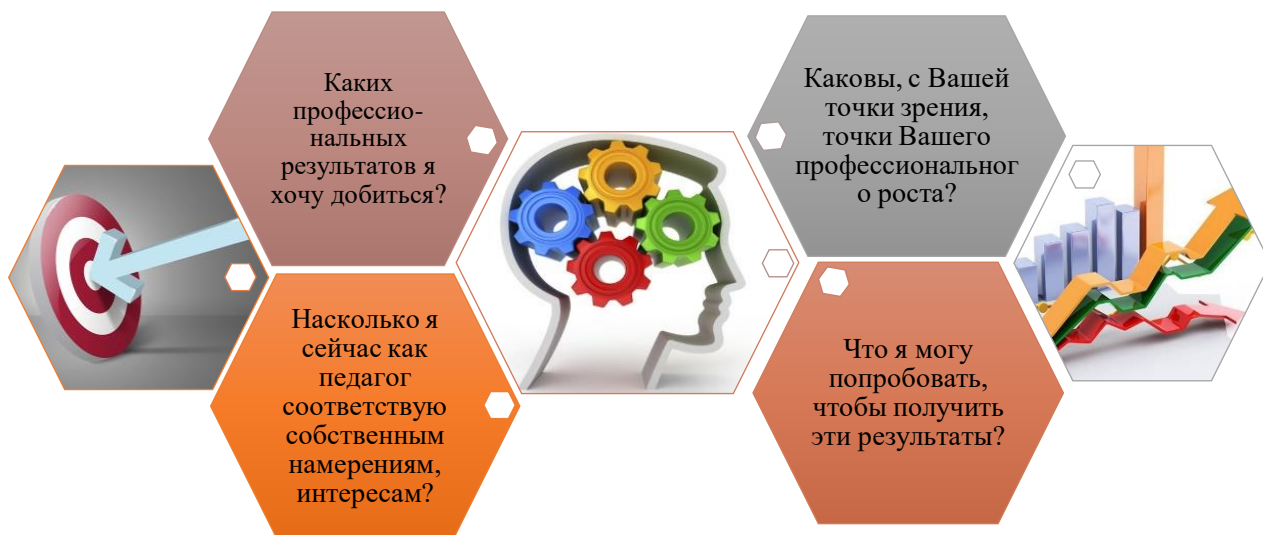 Каких
профессио-
нальных
результатов я
хочу добиться?
Насколько я
сейчас как
педагог
соответствую
собственным
намерениям,
интересам?
Каковы, с Вашей
точки зрения,
точки Вашего
профессиональног
о роста?
Что я могу
попробовать,
чтобы получить
эти результаты?